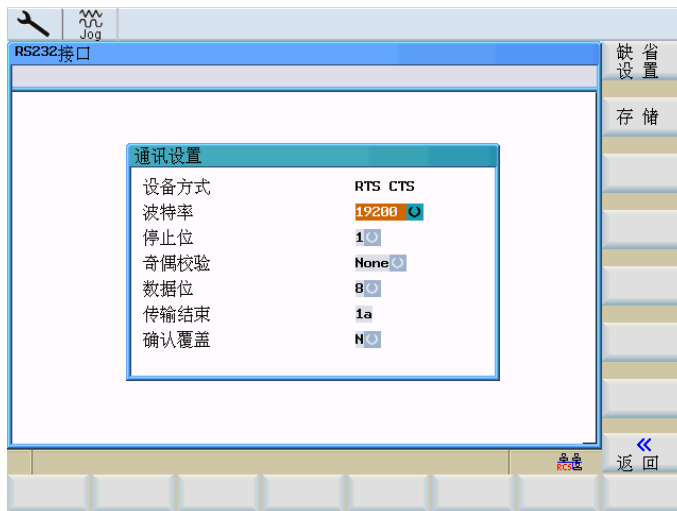 Jog
RS232接口
缺省
设置
存储
通讯设置
设备方式 RTS CTS
波特率 19200
停止位 1
奇偶校验 None
数据位 8
传输结束 1a
确认覆盖 N
RCS
返回